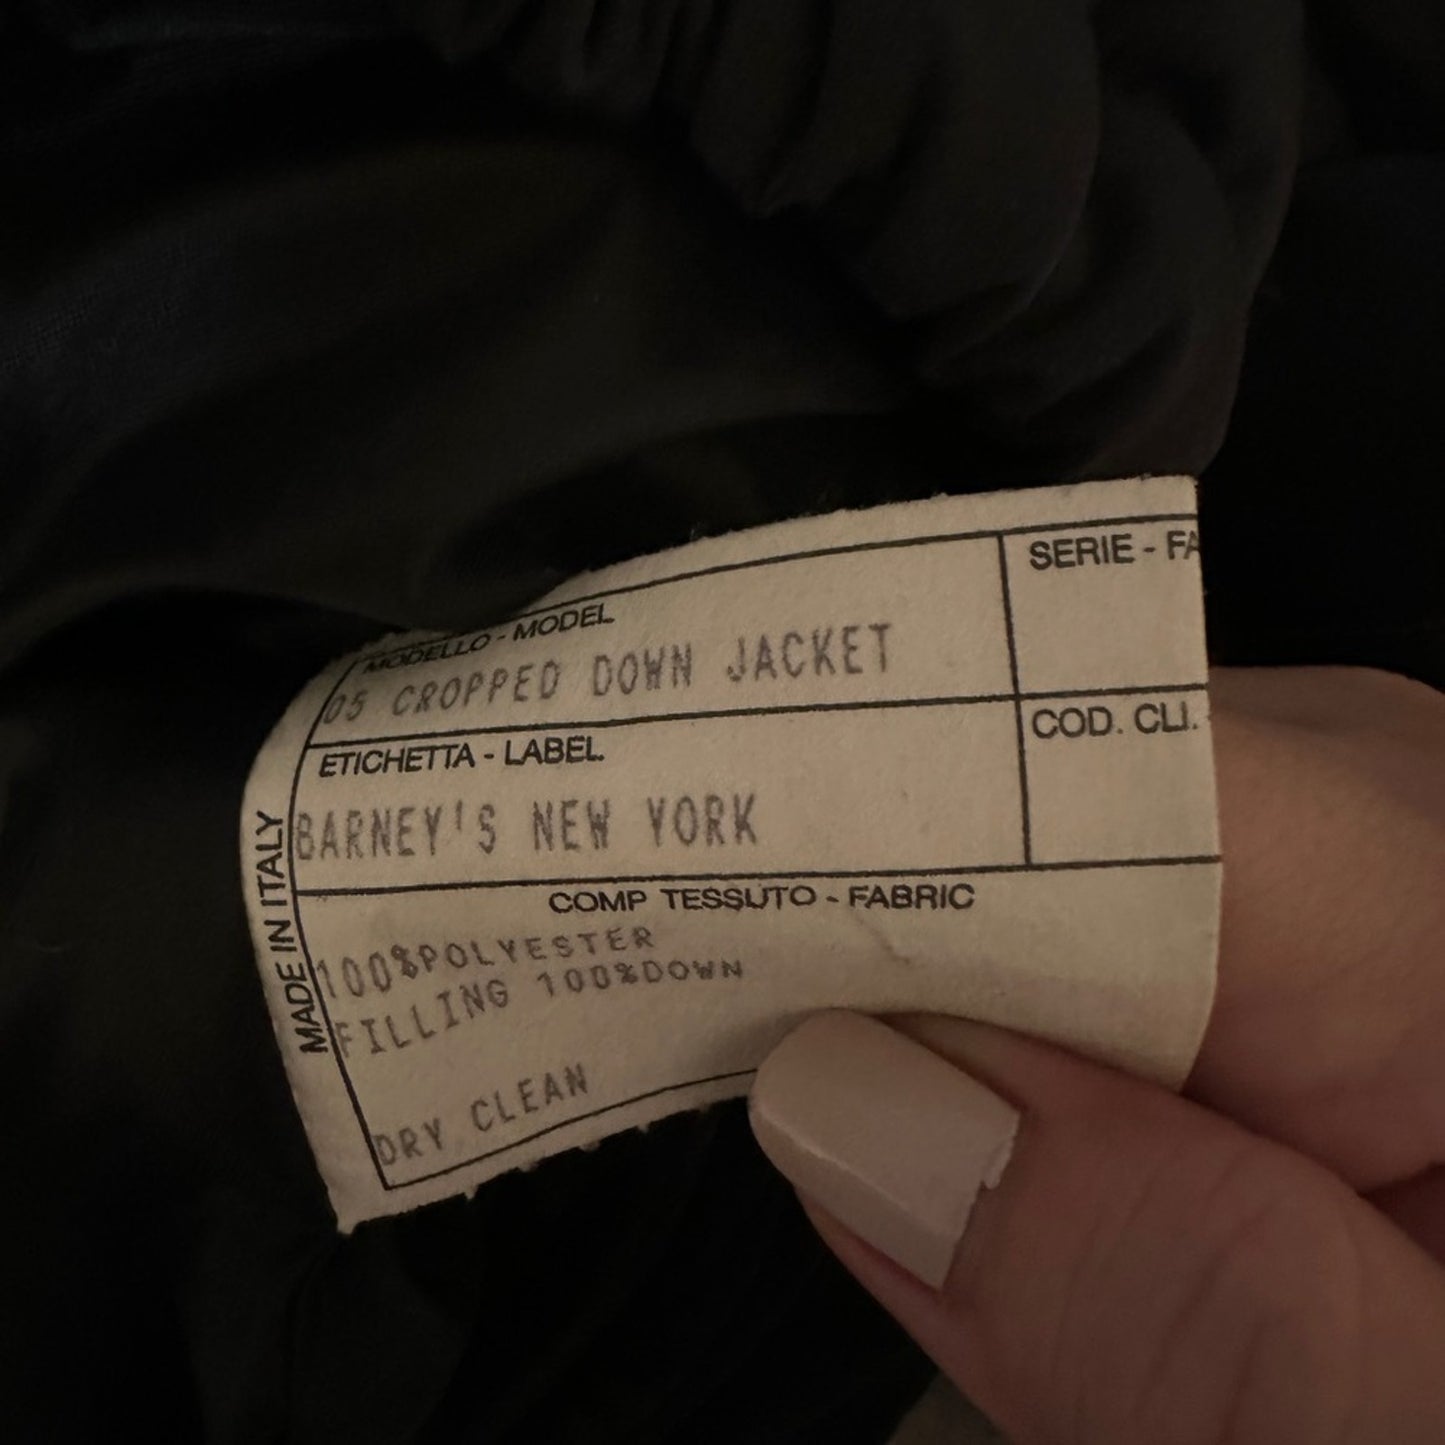 MODELLO - MODEL
05 CROPPED DOWN JACKET
SERIE - FA
ETICHETTA - LABEL
BARNEY'S NEW YORK
COD. CLI.
MADE IN ITALY
COMP TESSUTO - FABRIC
100%POLYESTER
FILLING 100%DOWN
DRY CLEAN